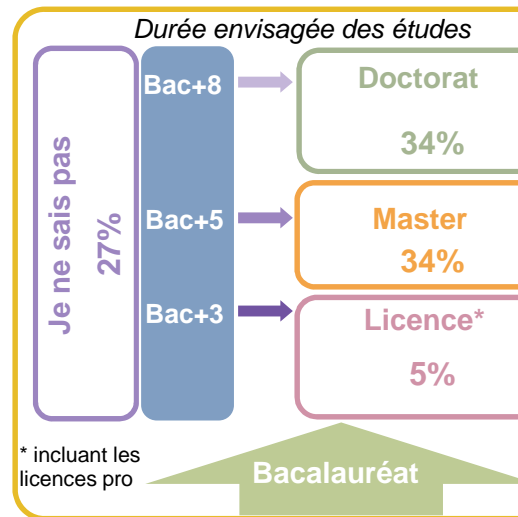 Durée envisagée des études
Je ne sais pas
27%
Bac+8
Doctorat
34%
Bac+5
Master
34%
Bac+3
Licence*
5%
* incluant les
licences pro
Bacalauréat